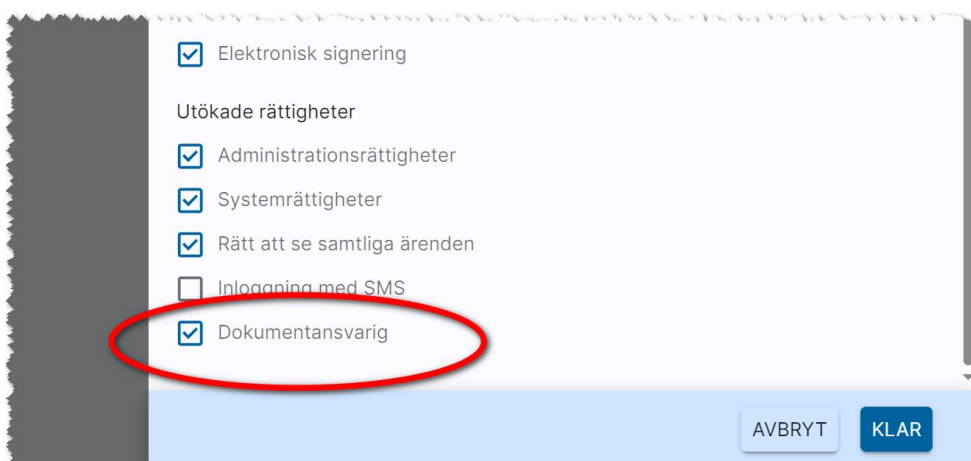 Elektronisk signering
Utökade rättigheter
Administrationsrättigheter
Systemrättigheter
Rätt att se samtliga ärenden
Inloggning med SMS
Dokumentansvarig
AVBRYT
KLAR